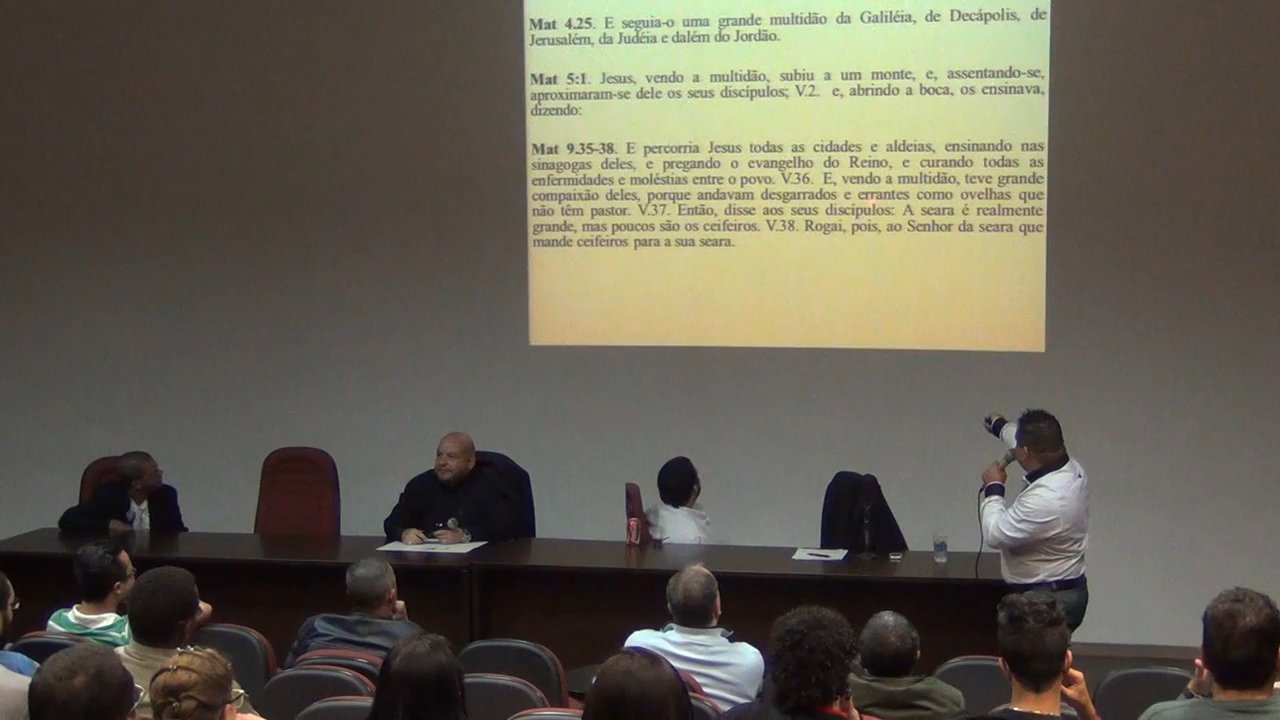 Mat 4.25. E seguia-o uma grande multidão da Galiléia, de Decápolis, de
Jerusalém, da Judéia e dalém do Jordão.
Mat 5:1. Jesus, vendo a multidão, subiu a um monte, e, assentando-se,
aproximaram-se dele os seus discípulos; V.2. e, abrindo a boca, os ensinava,
dizendo:
Mat 9.35-38. E percorria Jesus todas as cidades e aldeias, ensinando nas
sinagogas deles, e pregando o evangelho do Reino, e curando todas as
enfermidades e moléstias entre o povo. V.36. E, vendo a multidão, teve grande
compaixão deles, porque andavam desgarrados e errantes como ovelhas que
não têm pastor. V.37. Então, disse aos seus discípulos: A seara é realmente
grande, mas poucos são os ceifeiros. V.38. Rogai, pois, ao Senhor da seara que
mande ceifeiros para a sua seara.